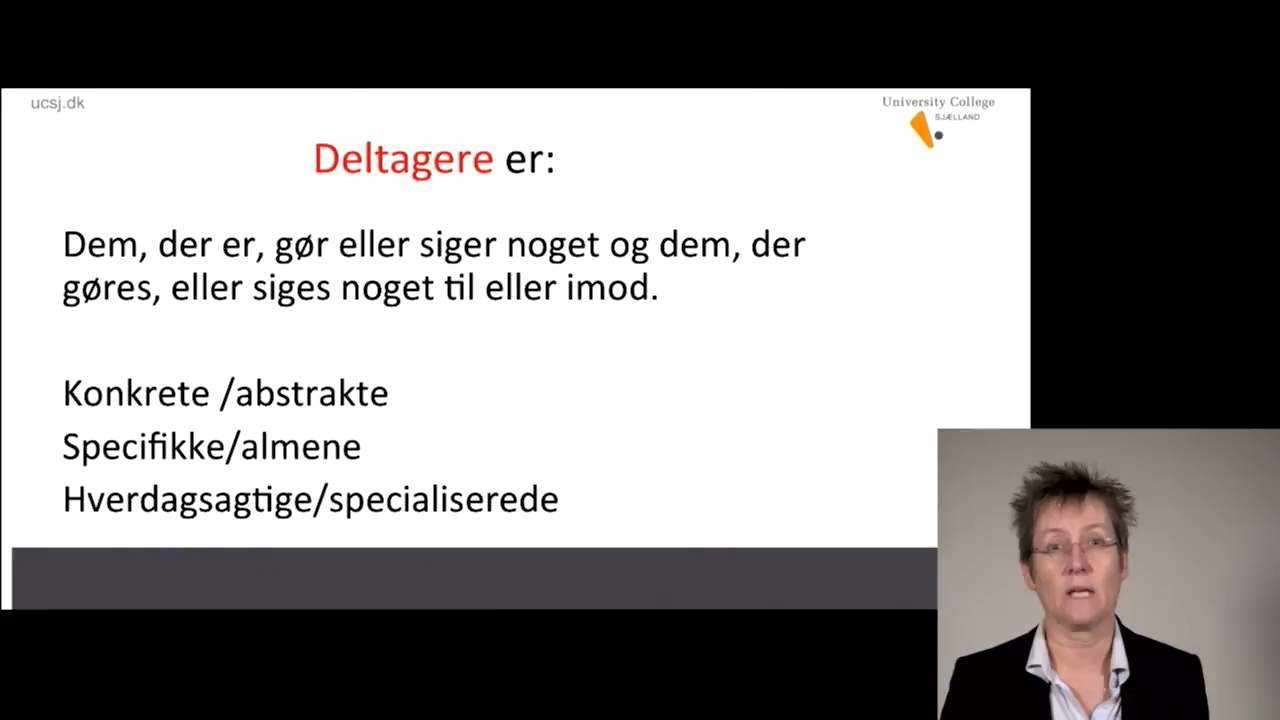 ucsj.dk
University College
SJÆLLAND
Deltagere er:
Dem, der er, gør eller siger noget og dem, der
gøres, eller siges noget til eller imod.
Konkrete /abstrakte
Specifikke/almene
Hverdagsagtige/specialiserede